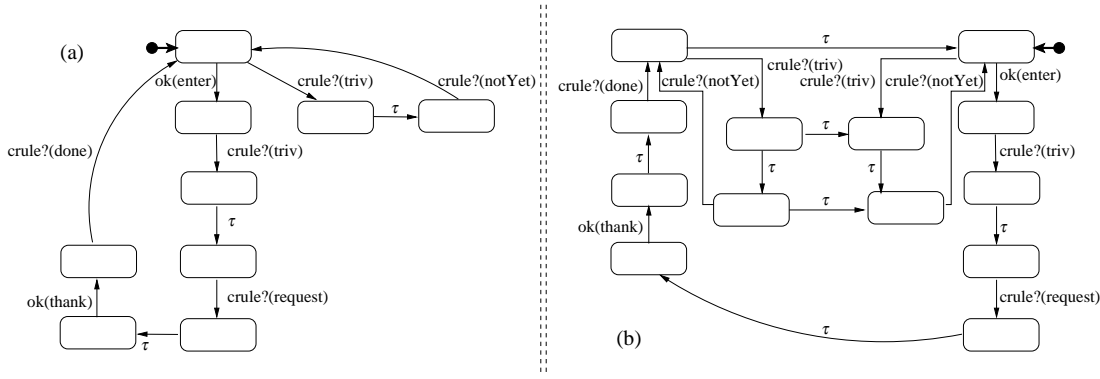 (a)
ok(enter)
crule?(triv)
crule?(notYet)
τ
crule?(triv)
crule?(done)
τ
ok(thank)
crule?(request)
τ
τ
crule?(triv)
crule?(triv)
crule?(notYet)
crule?(notYet)
ok(enter)
crule?(done)
τ
crule?(triv)
τ
τ
τ
τ
τ
ok(thank)
crule?(request)
τ
(b)